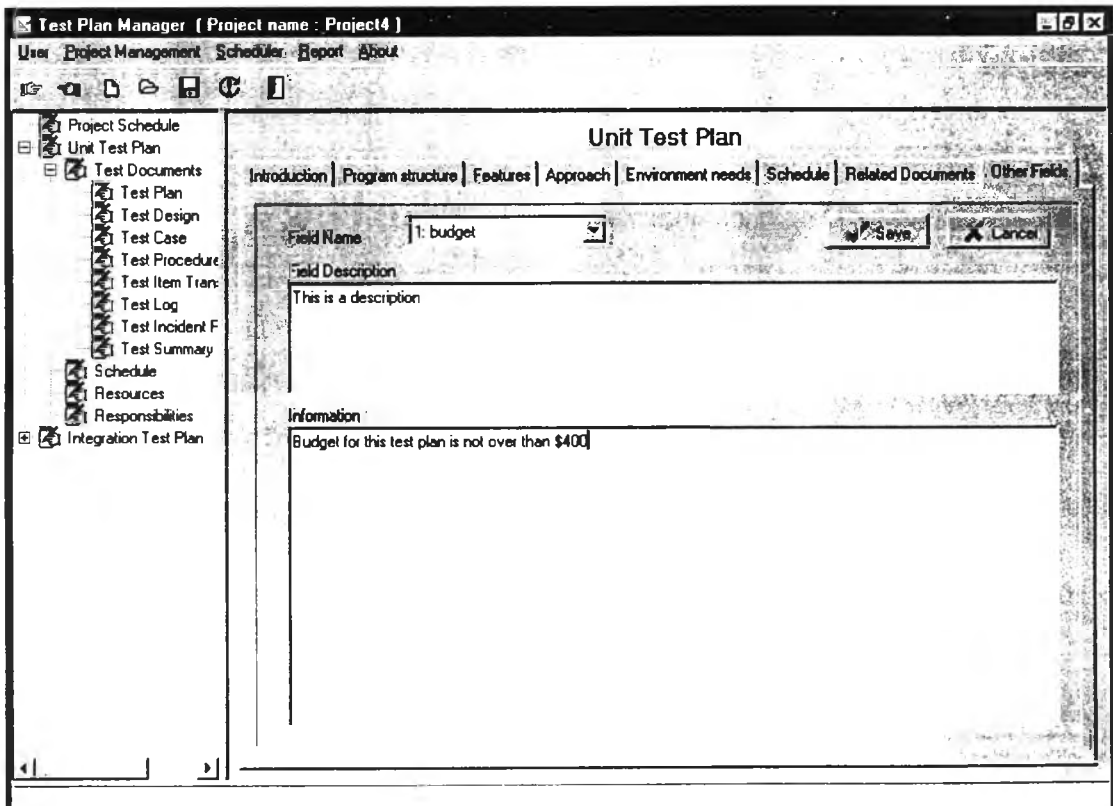 Test Plan Manager ( Project name : Project4 )
User Project Management Scheduler Report About
Project Schedule
Unit Test Plan
Test Documents
Test Plan
Test Design
Test Case
Test Procedure
Test Item Tran
Test Log
Test Incident F
Test Summary
Schedule
Resources
Responsibilities
Integration Test Plan
Unit Test Plan
Introduction Program structure Features Approach Environment needs Schedule Related Documents Other Fields
Field Name 1: budget Save Cancel
Field Description
This is a description
Information
Budget for this test plan is not over than $400